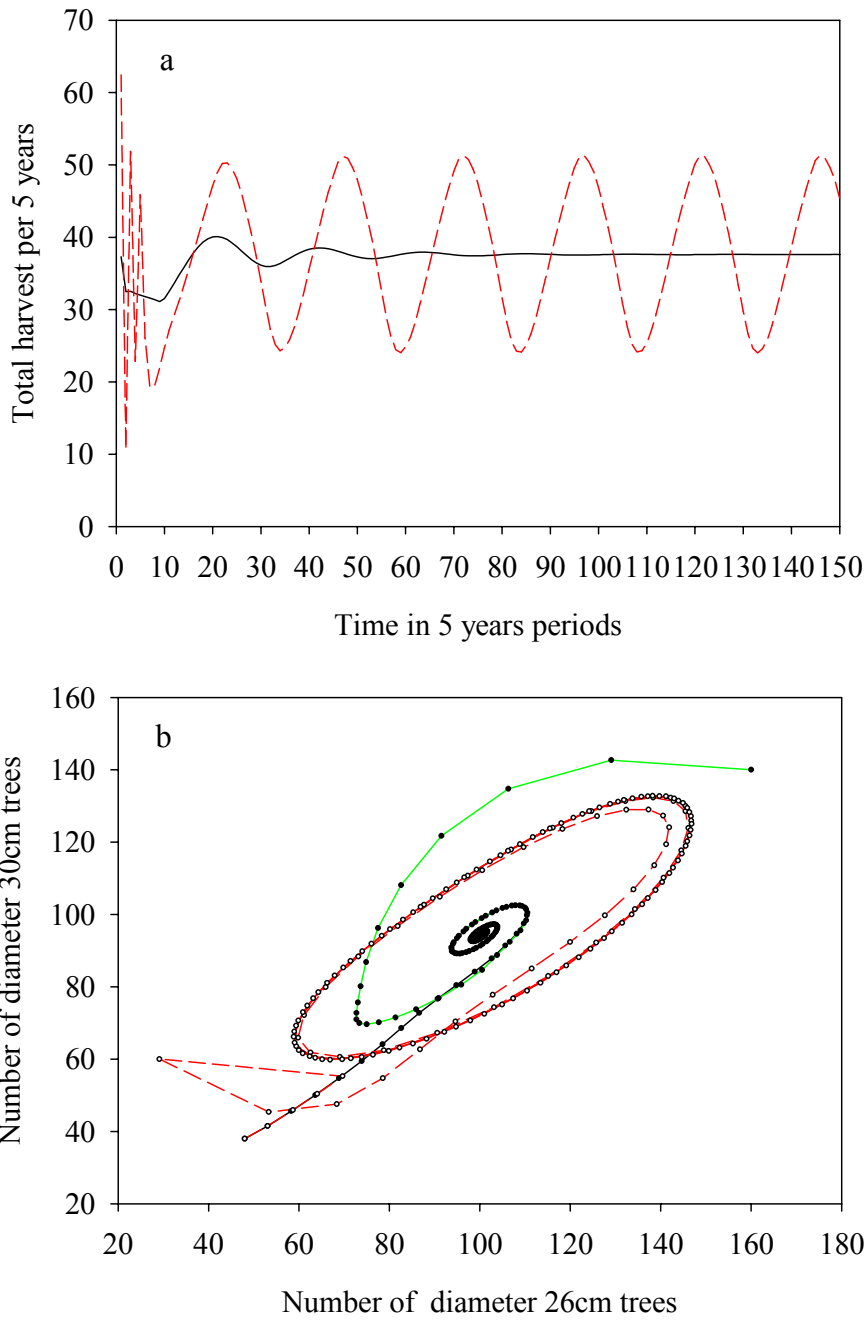 a
70
60
50
40
30
20
10
0
Total harvest per 5 years
0 10 20 30 40 50 60 70 80 90 100 110 120 130 140 150
Time in 5 years periods
b
160
140
120
100
80
60
40
20
Number of diameter 30cm trees
20 40 60 80 100 120 140 160 180
Number of diameter 26cm trees